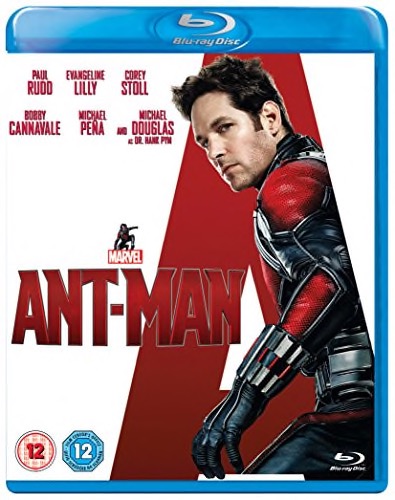 Blu-ray Disc
PAUL RUDD
EVANGELINE LILLY
COREY STOLL
BOBBY CANNAVALE
MICHAEL PEÑA
AND MICHAEL DOUGLAS
AS DR. HANK PYM
MARVEL
ANT-MAN
12
12
Blu-ray Disc